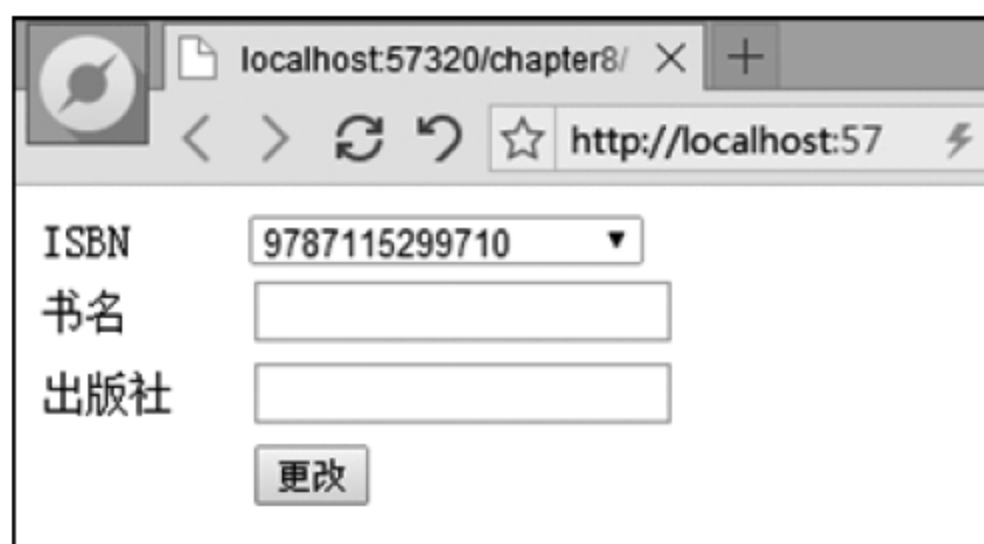 localhost:57320/chapter8/
http://localhost:57
ISBN 9787115299710
书名
出版社
更改